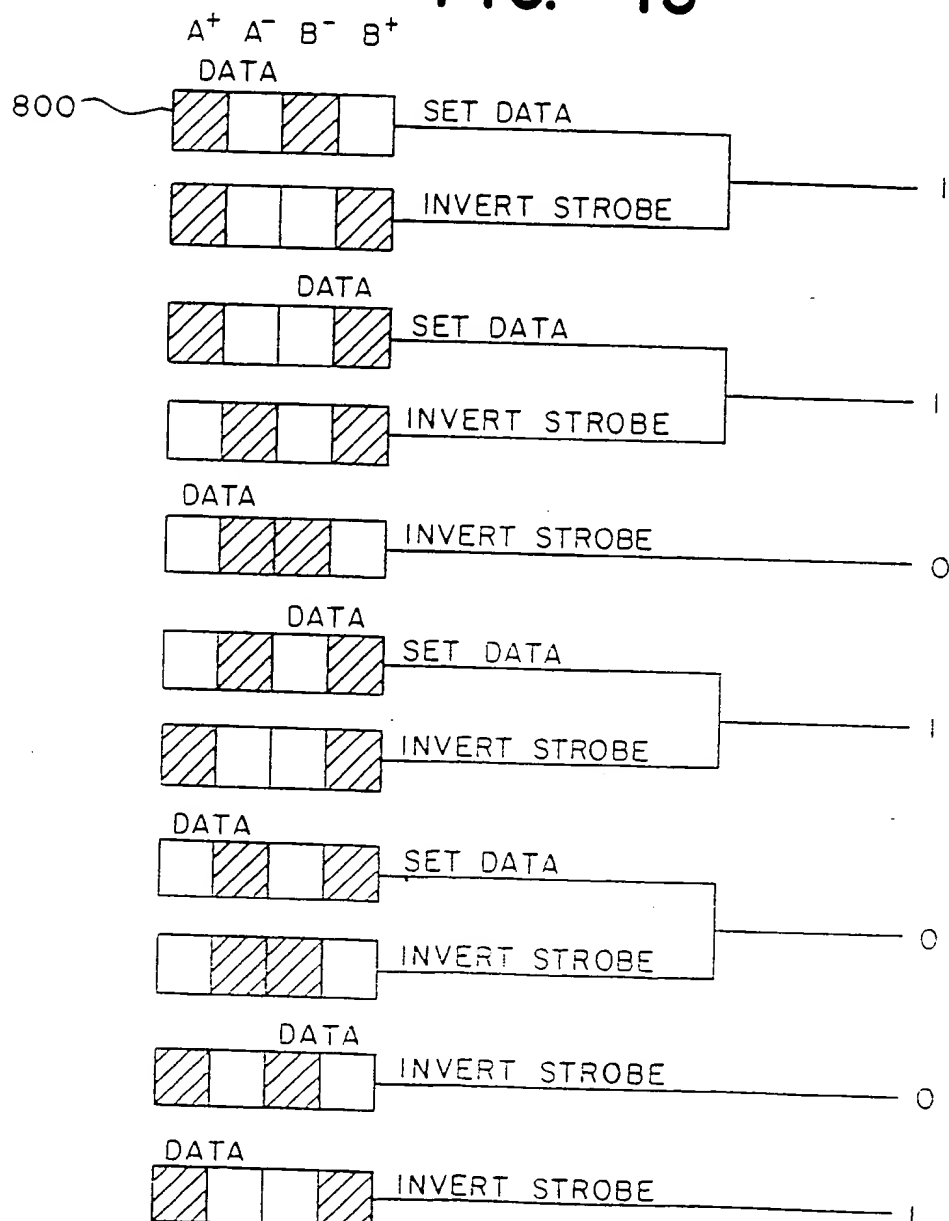 A+ A- B- B+
DATA
800
SET DATA
1
INVERT STROBE
DATA
SET DATA
1
INVERT STROBE
DATA
INVERT STROBE
0
DATA
SET DATA
1
INVERT STROBE
DATA
SET DATA
0
INVERT STROBE
DATA
INVERT STROBE
0
DATA
INVERT STROBE
1